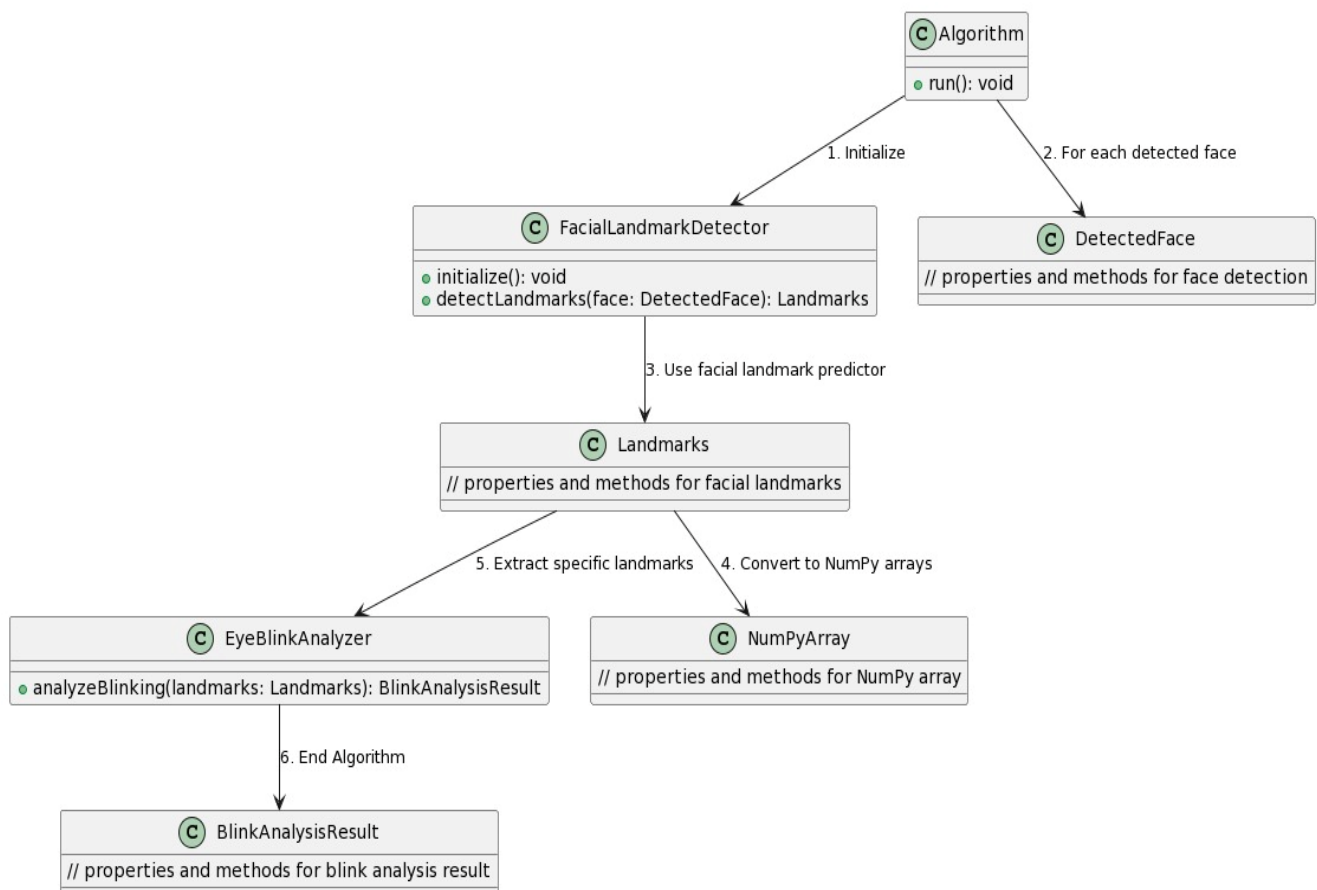 C Algorithm
run(): void
1. Initialize
2. For each detected face
C FacialLandmarkDetector
initialize(): void
detectLandmarks(face: DetectedFace): Landmarks
C DetectedFace
// properties and methods for face detection
3. Use facial landmark predictor
C Landmarks
// properties and methods for facial landmarks
5. Extract specific landmarks
4. Convert to NumPy arrays
C EyeBlinkAnalyzer
analyzeBlinking(landmarks: Landmarks): BlinkAnalysisResult
C NumPyArray
// properties and methods for NumPy array
6. End Algorithm
C BlinkAnalysisResult
// properties and methods for blink analysis result